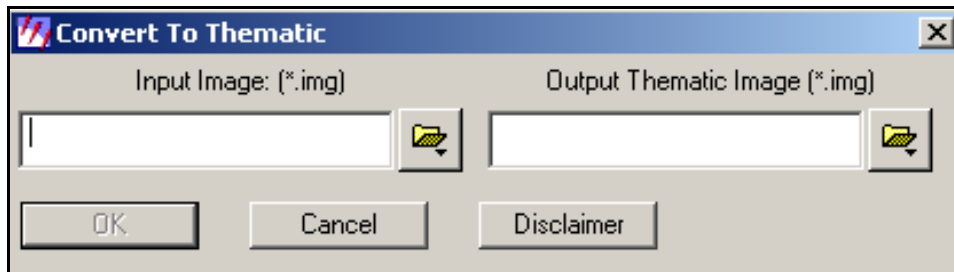 Convert To Thematic
Input Image: (*.img)
Output Thematic Image (*.img)
OK
Cancel
Disclaimer